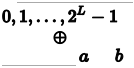 0, 1, . . . , 2^L − 1
⊕
a b